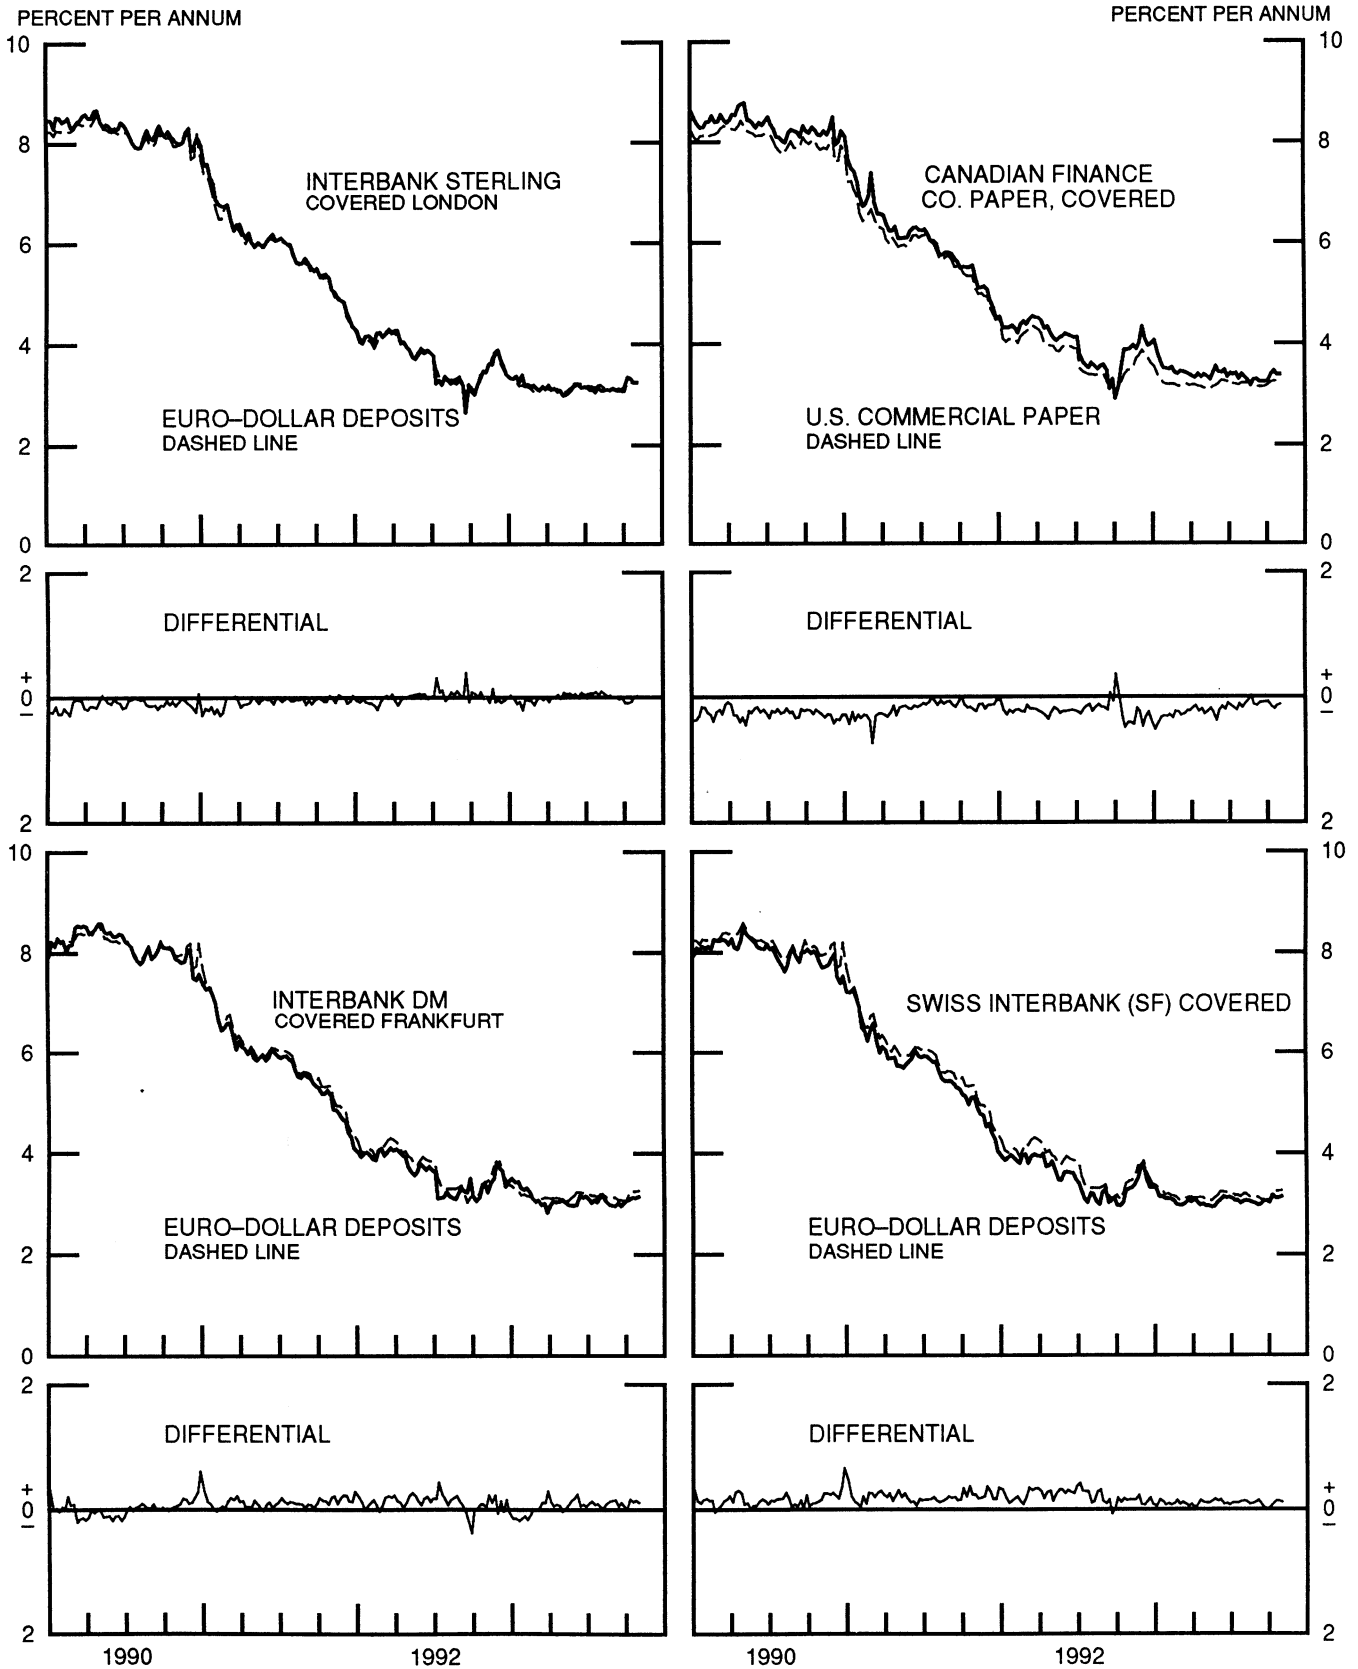 PERCENT PER ANNUM
PERCENT PER ANNUM
10
8
6
4
2
0
INTERBANK STERLING
COVERED LONDON
EURO–DOLLAR DEPOSITS
DASHED LINE
10
8
6
4
2
0
CANADIAN FINANCE
CO. PAPER, COVERED
U.S. COMMERCIAL PAPER
DASHED LINE
2
+
0
–
2
DIFFERENTIAL
2
+
0
–
2
DIFFERENTIAL
10
8
6
4
2
0
INTERBANK DM
COVERED FRANKFURT
EURO–DOLLAR DEPOSITS
DASHED LINE
10
8
6
4
2
0
SWISS INTERBANK (SF) COVERED
EURO–DOLLAR DEPOSITS
DASHED LINE
2
+
0
–
2
DIFFERENTIAL
1990
1992
2
+
0
–
2
DIFFERENTIAL
1990
1992